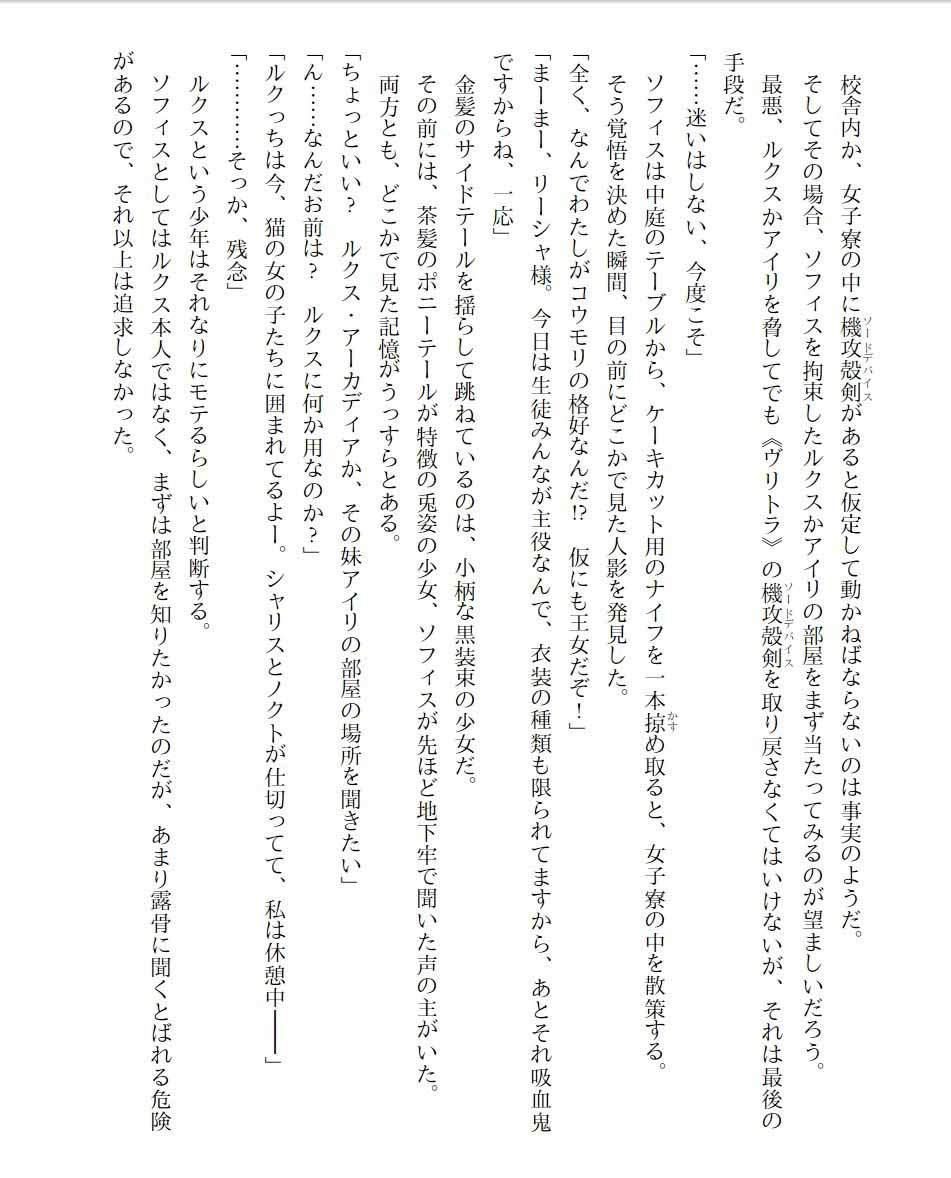 校舎内か、女子寮の中に機攻殻剣があると仮定して動かねばならないのは事実のようだ。
ソードデバイス
そしてその場合、ソフィスを拘束したルクスかアイリの部屋をまず当たってみるのが望ましいだろう。
最悪、ルクスかアイリを脅してでも《ヴリトラ》の機攻殻剣を取り戻さなくてはいけないが、それは最後の
ソードデバイス
手段だ。
「……迷いはしない、今度こそ」
ソフィスは中庭のテーブルから、ケーキカット用のナイフを一本掠め取ると、女子寮の中を散策する。
かす
そう覚悟を決めた瞬間、目の前にどこかで見た人影を発見した。
「全く、なんでわたしがコウモリの格好なんだ!?　仮にも王女だぞ！」
「まーまー、リーシャ様。今日は生徒みんなが主役なんで、衣装の種類も限られてますから、あとそれ吸血鬼
ですからね、一応」
金髪のサイドテールを揺らして跳ねているのは、小柄な黒装束の少女だ。
その前には、茶髪のポニーテールが特徴の兎姿の少女、ソフィスが先ほど地下牢で聞いた声の主がいた。
両方とも、どこかで見た記憶がうっすらとある。
「ちょっといい？　ルクス・アーカディアか、その妹アイリの部屋の場所を聞きたい」
「ん……なんだお前は？　ルクスに何か用なのか？」
「ルクっちは今、猫の女の子たちに囲まれてるよー。シャリスとノクトが仕切ってて、私は休憩中――」
「…………そっか、残念」
ルクスという少年はそれなりにモテるらしいと判断する。
ソフィスとしてはルクス本人ではなく、まずは部屋を知りたかったのだが、あまり露骨に聞くとばれる危険
があるので、それ以上は追求しなかった。